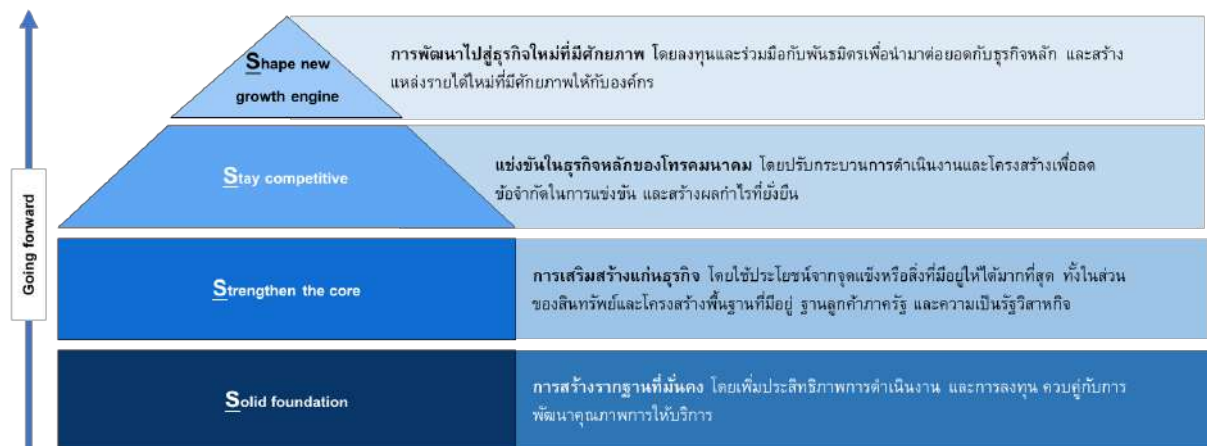 Going forward
Shape new
growth engine
การพัฒนาไปสู่ธุรกิจใหม่ที่มีศักยภาพ โดยลงทุนและร่วมมือกับพันธมิตรเพื่อนำมาต่อยอดกับธุรกิจหลัก และสร้าง
แหล่งรายได้ใหม่ที่มีศักยภาพให้กับองค์กร
Stay competitive
แข่งขันในธุรกิจหลักของโทรคมนาคม โดยปรับกระบวนการดำเนินงานและโครงสร้างเพื่อลด
ข้อจำกัดในการแข่งขัน และสร้างผลกำไรที่ยั่งยืน
Strengthen the core
การเสริมสร้างแก่นธุรกิจ โดยใช้ประโยชน์จากจุดแข็งหรือสิ่งที่มีอยู่ให้ได้มากที่สุด ทั้งในส่วน
ของสินทรัพย์และโครงสร้างพื้นฐานที่มีอยู่ ฐานลูกค้าภาครัฐ และความเป็นรัฐวิสาหกิจ
Solid foundation
การสร้างรากฐานที่มั่นคง โดยเพิ่มประสิทธิภาพการดำเนินงาน และการลงทุน ควบคู่กับการ
พัฒนาคุณภาพการให้บริการ